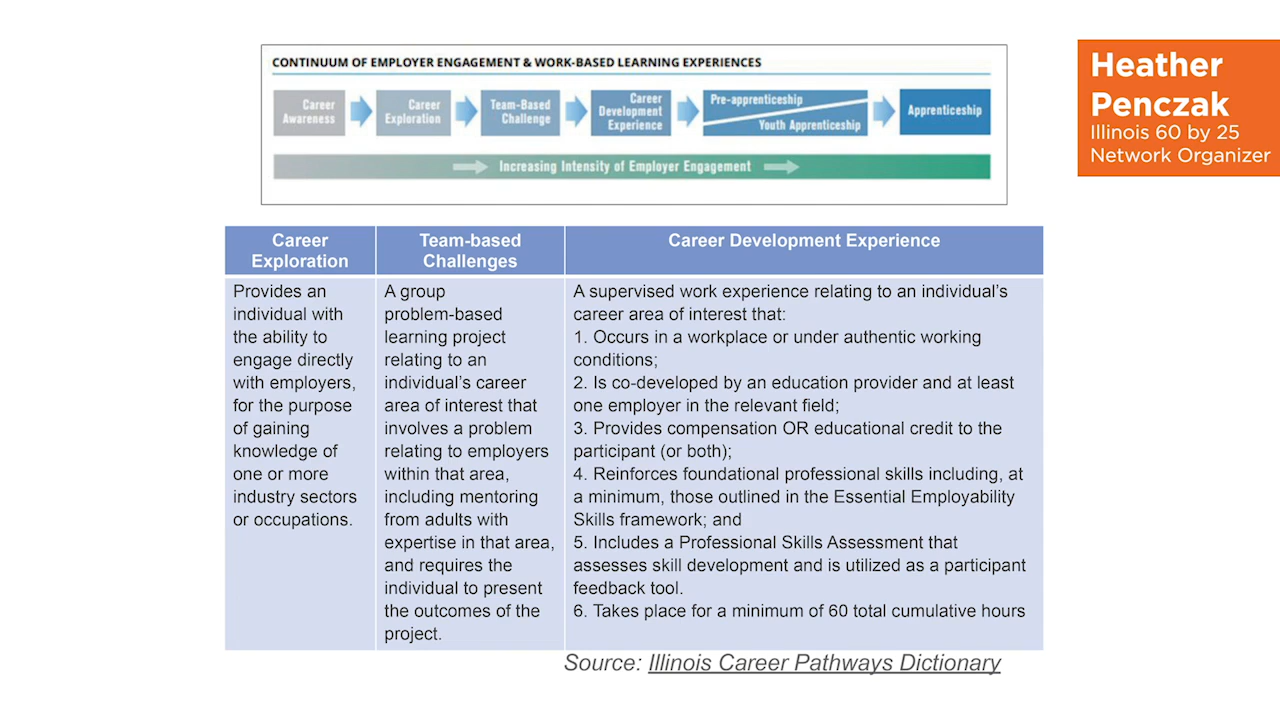 CONTINUUM OF EMPLOYER ENGAGEMENT & WORK-BASED LEARNING EXPERIENCES
Career
Awareness
Career
Exploration
Team-Based
Challenge
Career
Development
Experience
Pre-apprenticeship
Youth Apprenticeship
Apprenticeship
Increasing Intensity of Employer Engagement
Heather
Penczak
Illinois 60 by 25
Network Organizer
Career
Exploration
Provides an
individual with
the ability to
engage directly
with employers,
for the purpose
of gaining
knowledge of
one or more
industry sectors
or occupations.
Team-based
Challenges
A group
problem-based
learning project
relating to an
individual's career
area of interest that
involves a problem
relating to employers
within that area,
including mentoring
from adults with
expertise in that area,
and requires the
individual to present
the outcomes of the
project.
Career Development Experience
A supervised work experience relating to an individual's
career area of interest that:
1. Occurs in a workplace or under authentic working
conditions;
2. Is co-developed by an education provider and at least
one employer in the relevant field;
3. Provides compensation OR educational credit to the
participant (or both);
4. Reinforces foundational professional skills including, at
a minimum, those outlined in the Essential Employability
Skills framework; and
5. Includes a Professional Skills Assessment that
assesses skill development and is utilized as a participant
feedback tool.
6. Takes place for a minimum of 60 total cumulative hours
Source: Illinois Career Pathways Dictionary